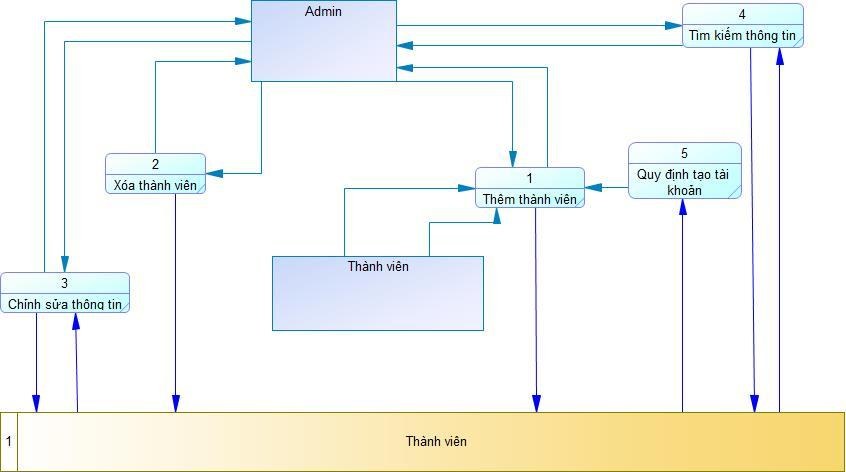 Admin
4
Tìm kiếm thông tin
2
Xóa thành viên
1
Thêm thành viên
5
Quy định tạo tài
khoản
Thành viên
3
Chỉnh sửa thông tin
1
Thành viên